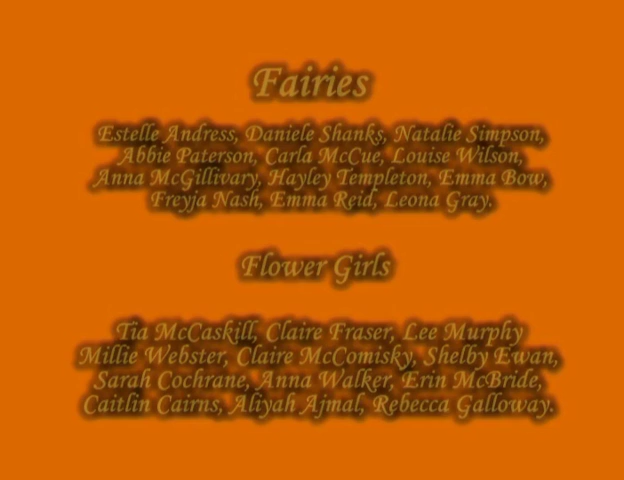 Fairies
Estelle Andress, Daniele Shanks, Natalie Simpson,
Abbie Paterson, Carla McCue, Louise Wilson,
Anna McGillivary, Hayley Templeton, Emma Bow,
Freyja Nash, Emma Reid, Leona Gray.
Flower Girls
Tia McCaskill, Claire Fraser, Lee Murphy
Millie Webster, Claire McComisky, Shelby Ewan,
Sarah Cochrane, Anna Walker, Erin McBride,
Caitlin Cairns, Aliyah Ajmal, Rebecca Galloway.